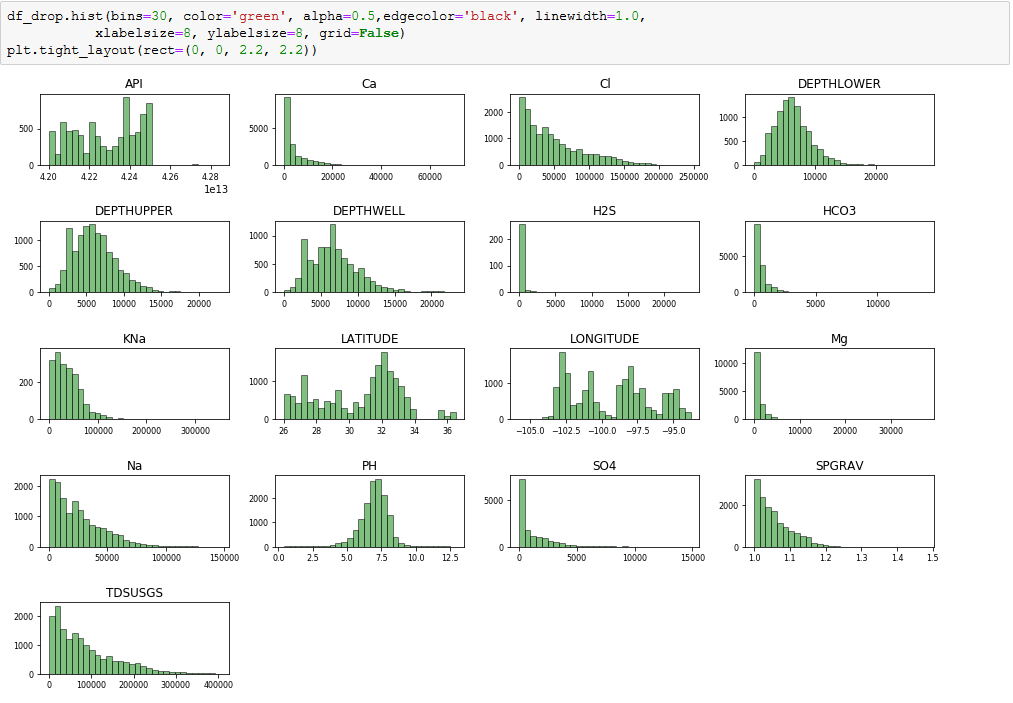 df_drop.hist(bins=30, color='green', alpha=0.5,edgecolor='black', linewidth=1.0,
xlabelsize=8, ylabelsize=8, grid=False)
plt.tight_layout(rect=(0, 0, 2.2, 2.2))
API Ca Cl DEPTHLOWER
500
0
4.20 4.22 4.24 4.26 4.28
1e13
5000
0
0 20000 40000 60000
2000
1000
0
0 50000 100000 150000 200000 250000
1000
500
0
0 10000 20000
DEPTHUPPER DEPTHWELL H2S HCO3
1000
500
0
0 5000 10000 15000 20000
1000
500
0
0 5000 10000 15000 20000
200
100
0
0 5000 10000 15000 20000
5000
0
0 5000 10000
KNa LATITUDE LONGITUDE Mg
200
0
0 100000 200000 300000
1000
0
26 28 30 32 34 36
1000
0
−105.0 −102.5 −100.0 −97.5 −95.0
10000
5000
0
0 10000 20000 30000
Na PH SO4 SPGRAV
2000
1000
0
0 50000 100000 150000
2000
1000
0
0.0 2.5 5.0 7.5 10.0 12.5
5000
0
0 5000 10000 15000
2000
0
1.0 1.1 1.2 1.3 1.4 1.5
TDSUSGS
2000
1000
0
0 100000 200000 300000 400000